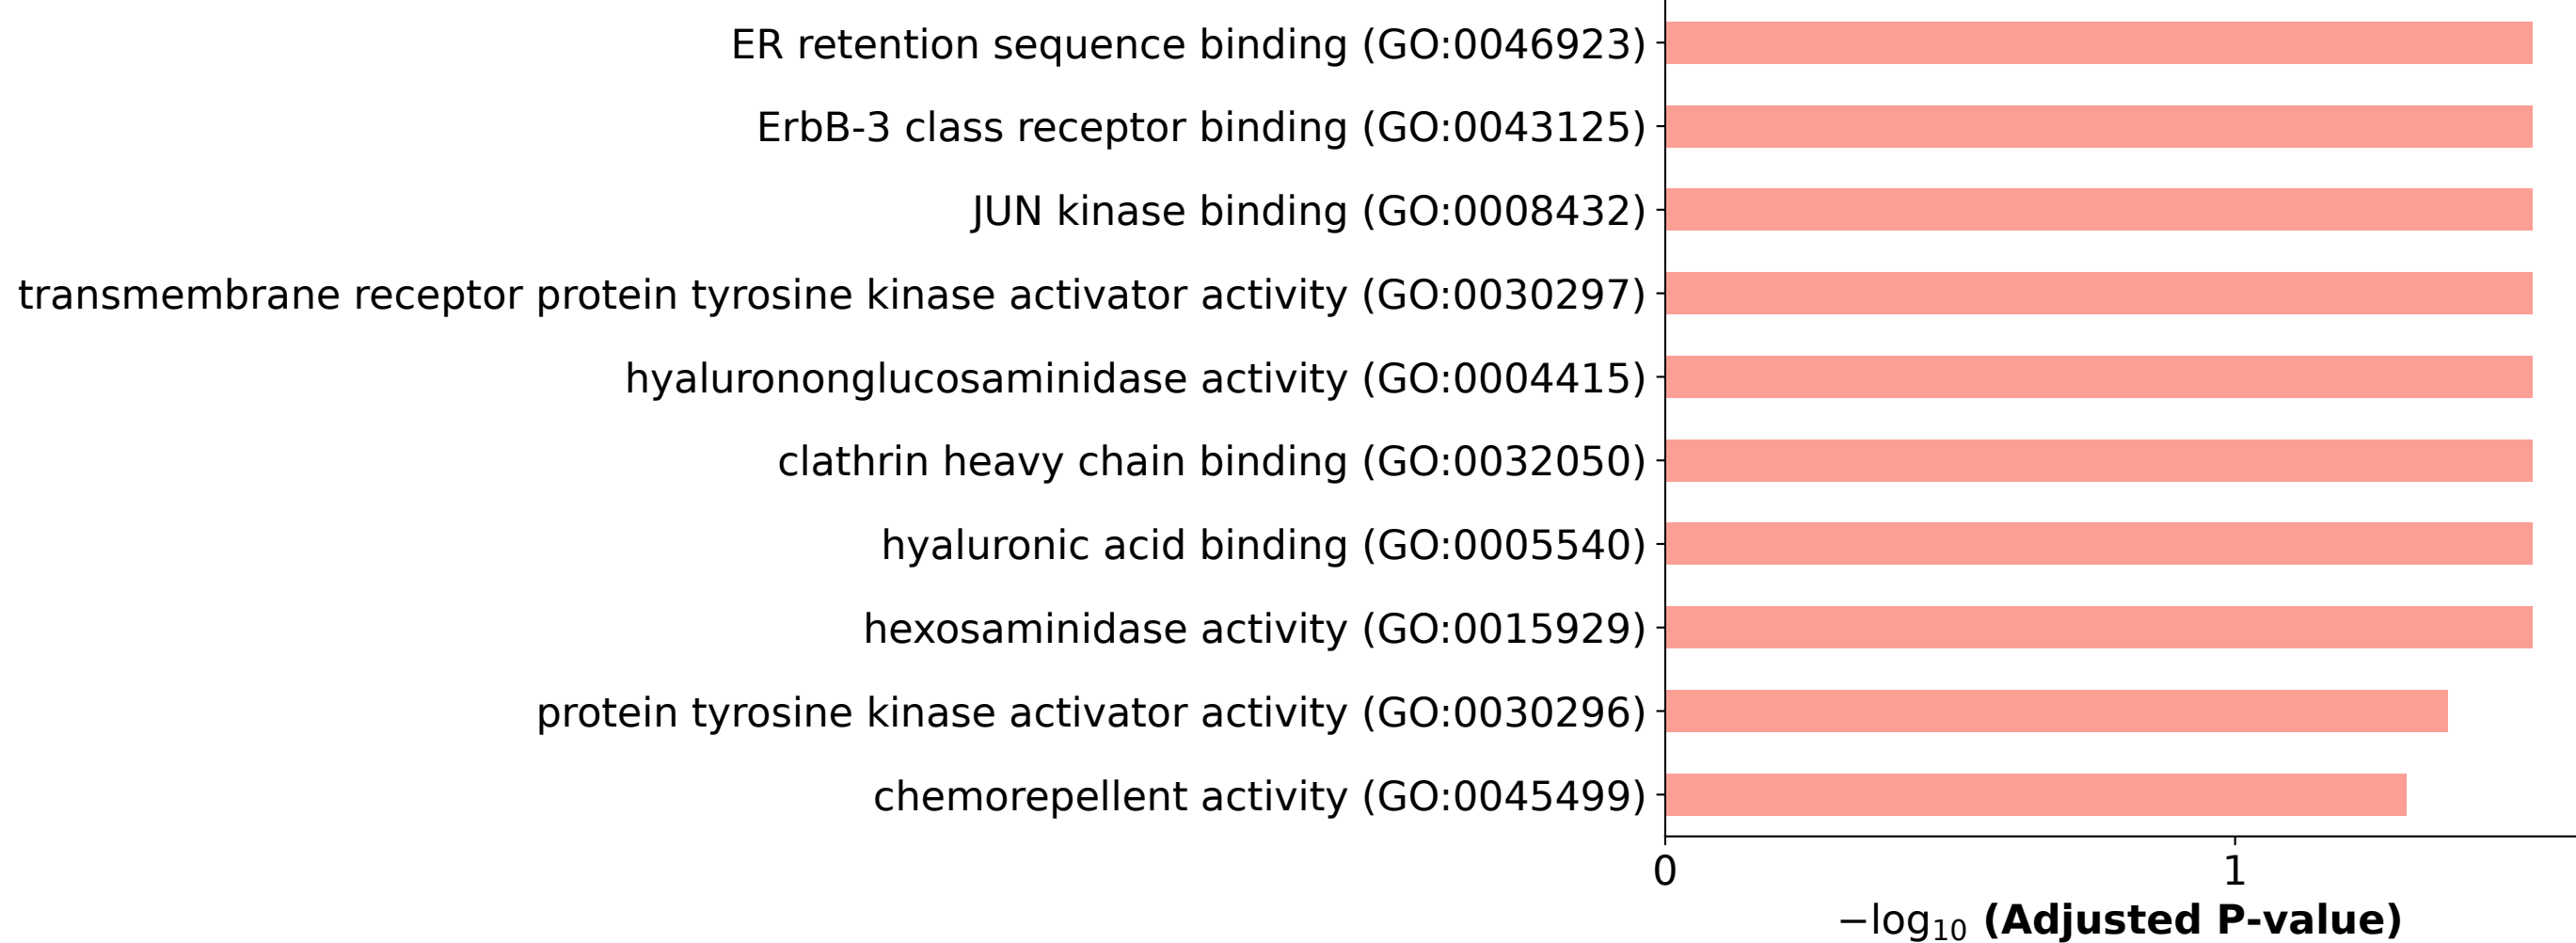 ER retention sequence binding (GO:0046923)
ErbB-3 class receptor binding (GO:0043125)
JUN kinase binding (GO:0008432)
transmembrane receptor protein tyrosine kinase activator activity (GO:0030297)
hyalurononglucosaminidase activity (GO:0004415)
clathrin heavy chain binding (GO:0032050)
hyaluronic acid binding (GO:0005540)
hexosaminidase activity (GO:0015929)
protein tyrosine kinase activator activity (GO:0030296)
chemorepellent activity (GO:0045499)
0 1
−log₁₀ (Adjusted P-value)